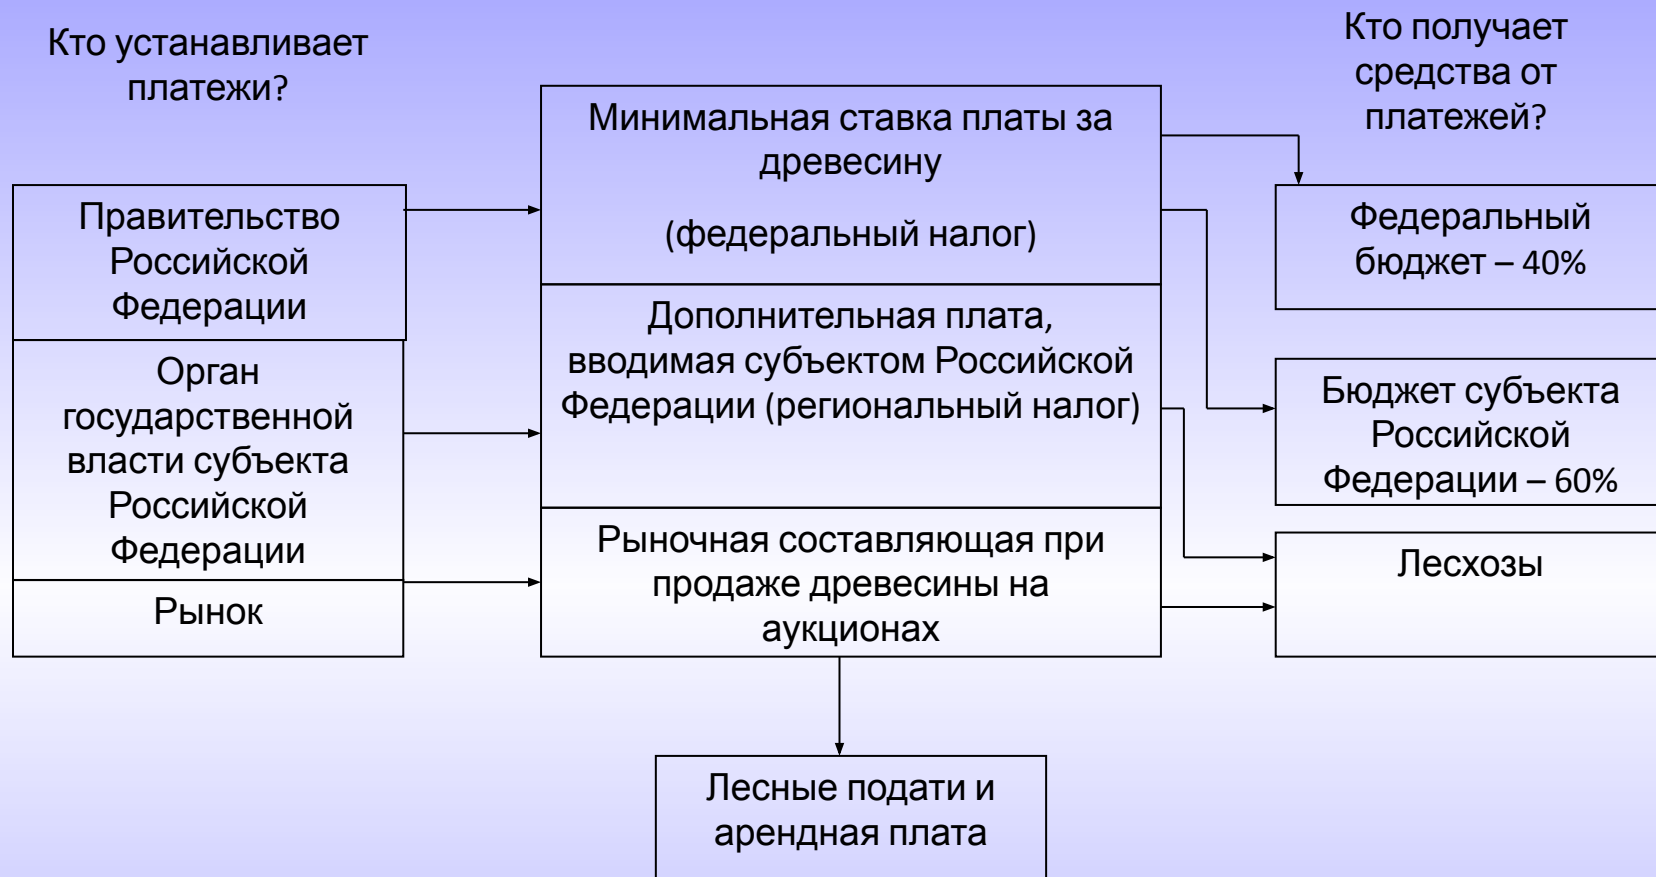 Кто устанавливает
платежи?
Кто получает
средства от
платежей?
Правительство
Российской
Федерации
Орган
государственной
власти субъекта
Российской
Федерации
Рынок
Минимальная ставка платы за
древесину
(федеральный налог)
Дополнительная плата,
вводимая субъектом Российской
Федерации (региональный налог)
Рыночная составляющая при
продаже древесины на
аукционах
Федеральный
бюджет – 40%
Бюджет субъекта
Российской
Федерации – 60%
Лесхозы
Лесные подати и
арендная плата